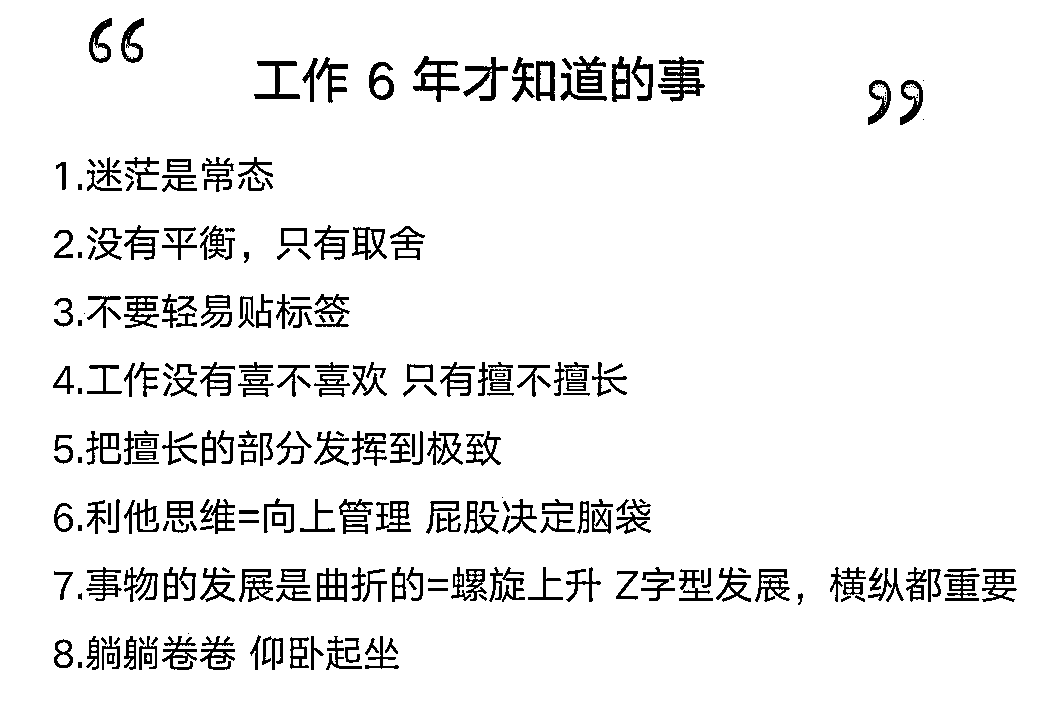 “
工作 6 年才知道的事
”
1.迷茫是常态
2.没有平衡，只有取舍
3.不要轻易贴标签
4.工作没有喜不喜欢 只有擅不擅长
5.把擅长的部分发挥到极致
6.利他思维=向上管理 屁股决定脑袋
7.事物的发展是曲折的=螺旋上升 Z字型发展，横纵都重要
8.躺躺卷卷 仰卧起坐